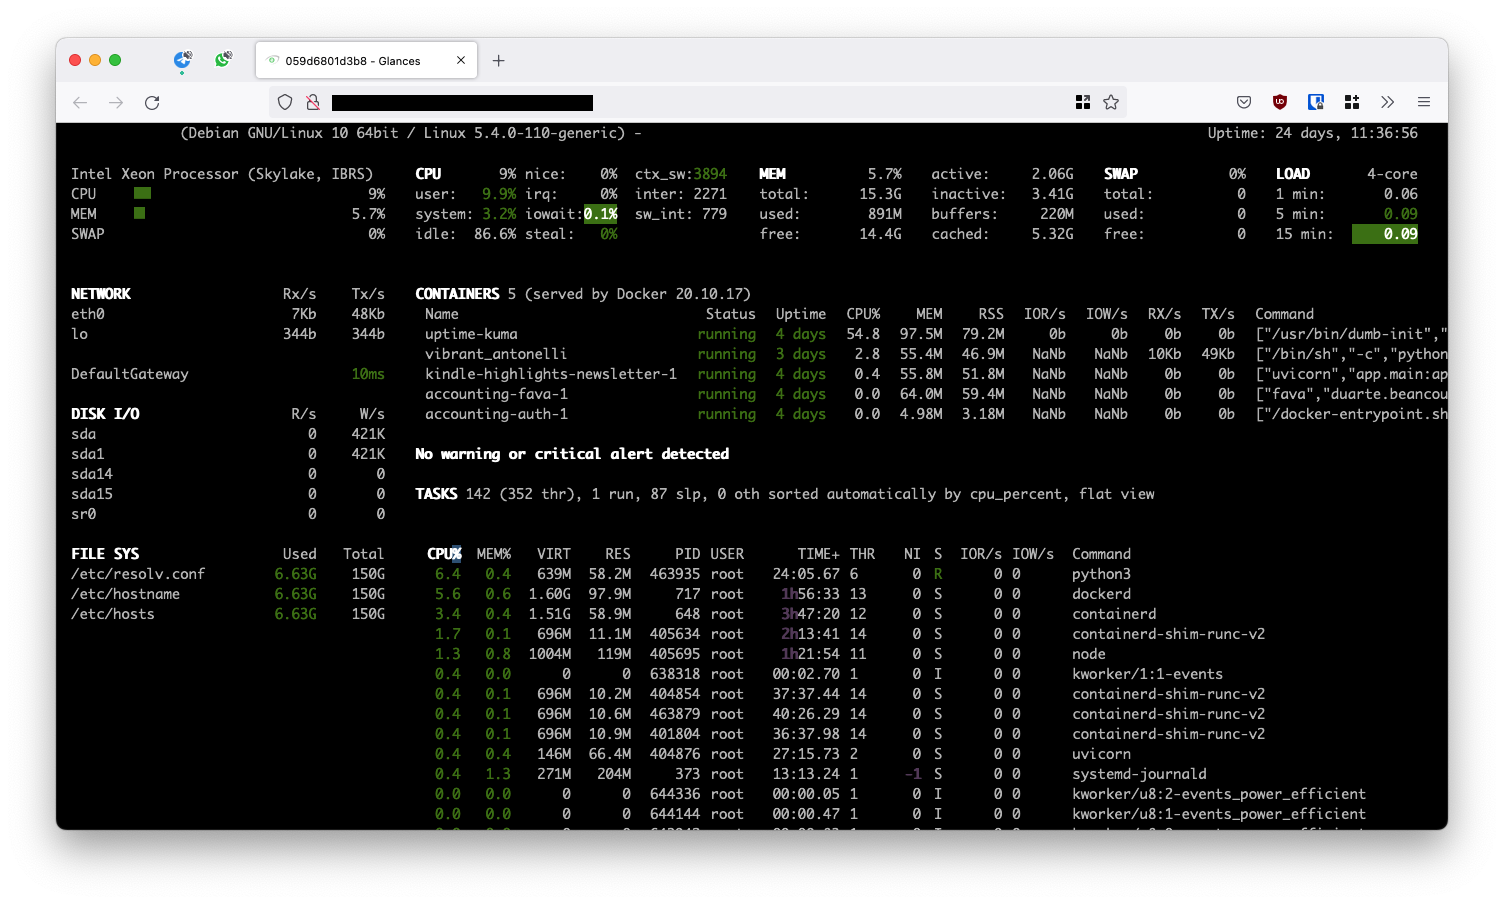 059d6801d3b8 - Glances
(Debian GNU/Linux 10 64bit / Linux 5.4.0-110-generic) - Uptime: 24 days, 11:36:56
Intel Xeon Processor (Skylake, IBRS) CPU 9% nice: 0% ctx_sw:3894 MEM 5.7% active: 2.06G SWAP 0% LOAD 4-core
CPU 9% user: 9.9% irq: 0% inter: 2271 total: 15.3G inactive: 3.41G total: 0 1 min: 0.06
MEM 5.7% system: 3.2% iowait:0.1% sw_int: 779 used: 891M buffers: 220M used: 0 5 min: 0.09
SWAP 0% idle: 86.6% steal: 0% free: 14.4G cached: 5.32G free: 0 15 min: 0.09
NETWORK Rx/s Tx/s CONTAINERS 5 (served by Docker 20.10.17)
eth0 7Kb 48Kb Name Status Uptime CPU% MEM RSS IOR/s IOW/s RX/s TX/s Command
lo 344b 344b uptime-kuma running 4 days 54.8 97.5M 79.2M 0b 0b 0b 0b ["/usr/bin/dumb-init","
vibrant_antonelli running 3 days 2.8 55.4M 46.9M NaNb NaNb 10Kb 49Kb ["/bin/sh","-c","python
DefaultGateway 10ms kindle-highlights-newsletter-1 running 4 days 0.4 55.8M 51.8M NaNb NaNb 0b 0b ["uvicorn","app.main:ap
accounting-fava-1 running 4 days 0.0 64.0M 59.4M NaNb NaNb 0b 0b ["fava","duarte.beancou
DISK I/O R/s W/s accounting-auth-1 running 4 days 0.0 4.98M 3.18M NaNb NaNb 0b 0b ["/docker-entrypoint.sh
sda 0 421K
sda1 0 421K No warning or critical alert detected
sda14 0 0
sda15 0 0 TASKS 142 (352 thr), 1 run, 87 slp, 0 oth sorted automatically by cpu_percent, flat view
sr0 0 0
FILE SYS Used Total CPU% MEM% VIRT RES PID USER TIME+ THR NI S IOR/s IOW/s Command
/etc/resolv.conf 6.63G 150G 6.4 0.4 639M 58.2M 463935 root 24:05.67 6 0 R 0 0 python3
/etc/hostname 6.63G 150G 5.6 0.6 1.60G 97.9M 717 root 1h56:33 13 0 S 0 0 dockerd
/etc/hosts 6.63G 150G 3.4 0.4 1.51G 58.9M 648 root 3h47:20 12 0 S 0 0 containerd
1.7 0.1 696M 11.1M 405634 root 2h13:41 14 0 S 0 0 containerd-shim-runc-v2
1.3 0.8 1004M 119M 405695 root 1h21:54 11 0 S 0 0 node
0.4 0.0 0 0 638318 root 00:02.70 1 0 I 0 0 kworker/1:1-events
0.4 0.1 696M 10.2M 404854 root 37:37.44 14 0 S 0 0 containerd-shim-runc-v2
0.4 0.1 696M 10.6M 463879 root 40:26.29 14 0 S 0 0 containerd-shim-runc-v2
0.4 0.1 696M 10.9M 401804 root 36:37.98 14 0 S 0 0 containerd-shim-runc-v2
0.4 0.4 146M 66.4M 404876 root 27:15.73 2 0 S 0 0 uvicorn
0.4 1.3 271M 204M 373 root 13:13.24 1 -1 S 0 0 systemd-journald
0.0 0.0 0 0 644336 root 00:00.05 1 0 I 0 0 kworker/u8:2-events_power_efficient
0.0 0.0 0 0 644144 root 00:00.47 1 0 I 0 0 kworker/u8:1-events_power_efficient